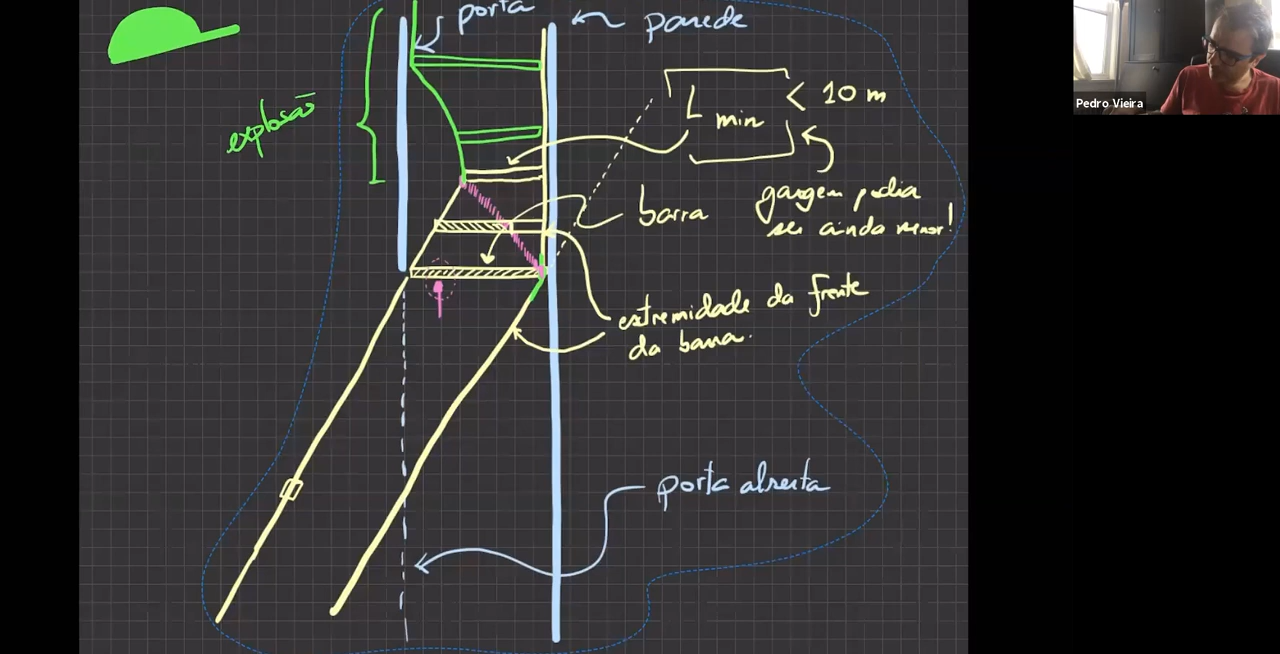 porta
parede
explosão
L min < 10 m
garagem podia
ser ainda menor!
barra
extremidade da frente
da barra.
porta aberta
Pedro Vieira